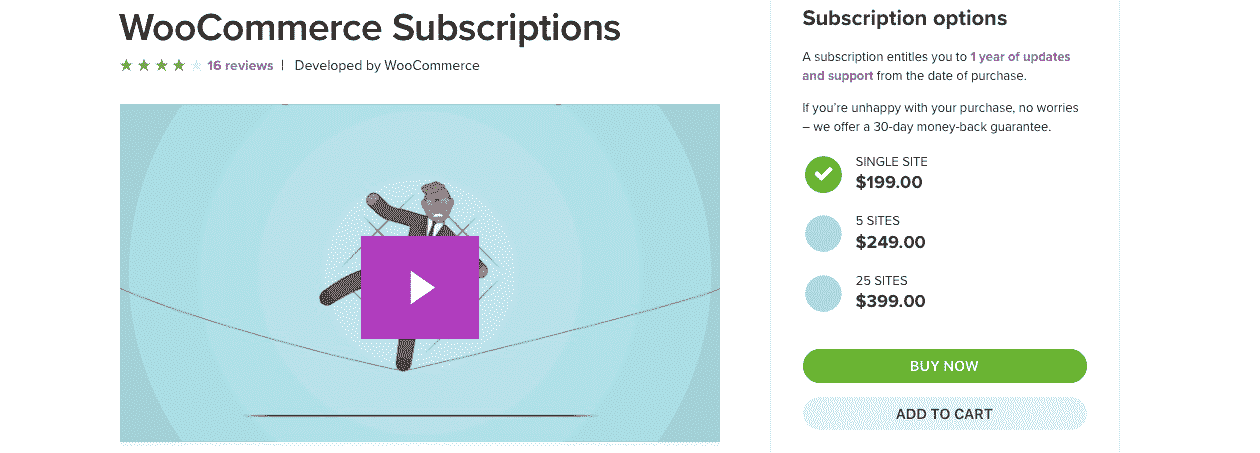 WooCommerce Subscriptions
16 reviews | Developed by WooCommerce
Subscription options
A subscription entitles you to 1 year of updates
and support from the date of purchase.
If you're unhappy with your purchase, no worries
– we offer a 30-day money-back guarantee.
SINGLE SITE
$199.00
5 SITES
$249.00
25 SITES
$399.00
BUY NOW
ADD TO CART